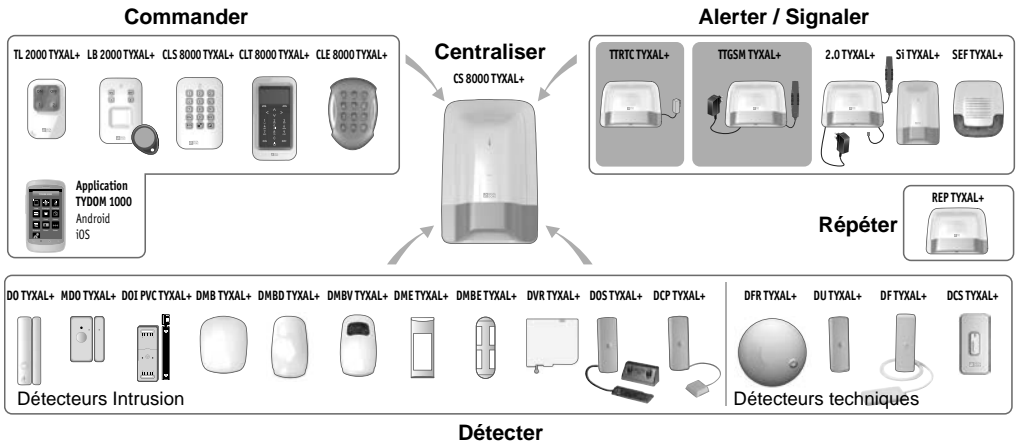 Commander
Alerter / Signaler
TL 2000 TYXAL+ LB 2000 TYXAL+ CLS 8000 TYXAL+ CLT 8000 TYXAL+ CLE 8000 TYXAL+
Centraliser
CS 8000 TYXAL+
TTRTC TYXAL+ TTGSM TYXAL+ 2.0 TYXAL+ Si TYXAL+ SEF TYXAL+
Application
TYDOM 1000
Android
iOS
Répéter
REP TYXAL+
DO TYXAL+ MDO TYXAL+ DOI PVC TYXAL+ DMB TYXAL+ DMBD TYXAL+ DMBV TYXAL+ DME TYXAL+ DMBE TYXAL+ DVR TYXAL+ DOS TYXAL+ DCP TYXAL+ DFR TYXAL+ DU TYXAL+ DF TYXAL+ DCS TYXAL+
Détecteurs Intrusion
Détecteurs techniques
Détecter